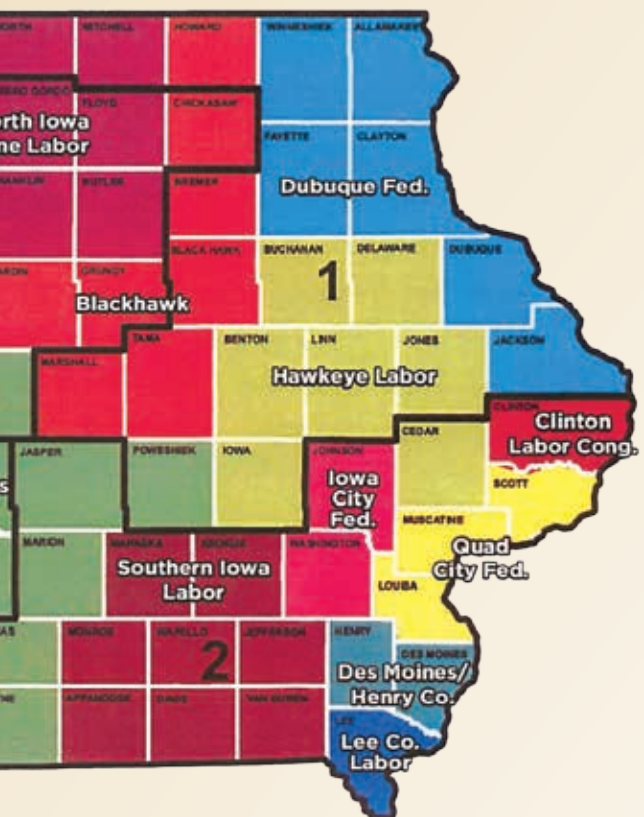 MITCHELL
HOWARD
WINNESHIEK
ALLAMAKEE
FLOYD
CHICKASAW
rth Iowa
ne Labor
FAYETTE
CLAYTON
BUTLER
BREMER
Dubuque Fed.
BLACK HAWK
BUCHANAN
DELAWARE
DUBUQUE
1
GRUNDY
Blackhawk
TAMA
BENTON
LINN
JONES
JACKSON
MARSHALL
Hawkeye Labor
CLINTON
Clinton
Labor Cong.
CEDAR
JASPER
POWESHIEK
IOWA
JOHNSON
Iowa
City
Fed.
SCOTT
s
MUSCATINE
MARION
MAHASKA
KEOKUK
WASHINGTON
Quad
City Fed.
Southern Iowa
Labor
LOUISA
AS
MONROE
WAPELLO
JEFFERSON
HENRY
DES MOINES
2
Des Moines/
Henry Co.
NE
APPANOOSE
DAVIS
VAN BUREN
LEE
Lee Co.
Labor